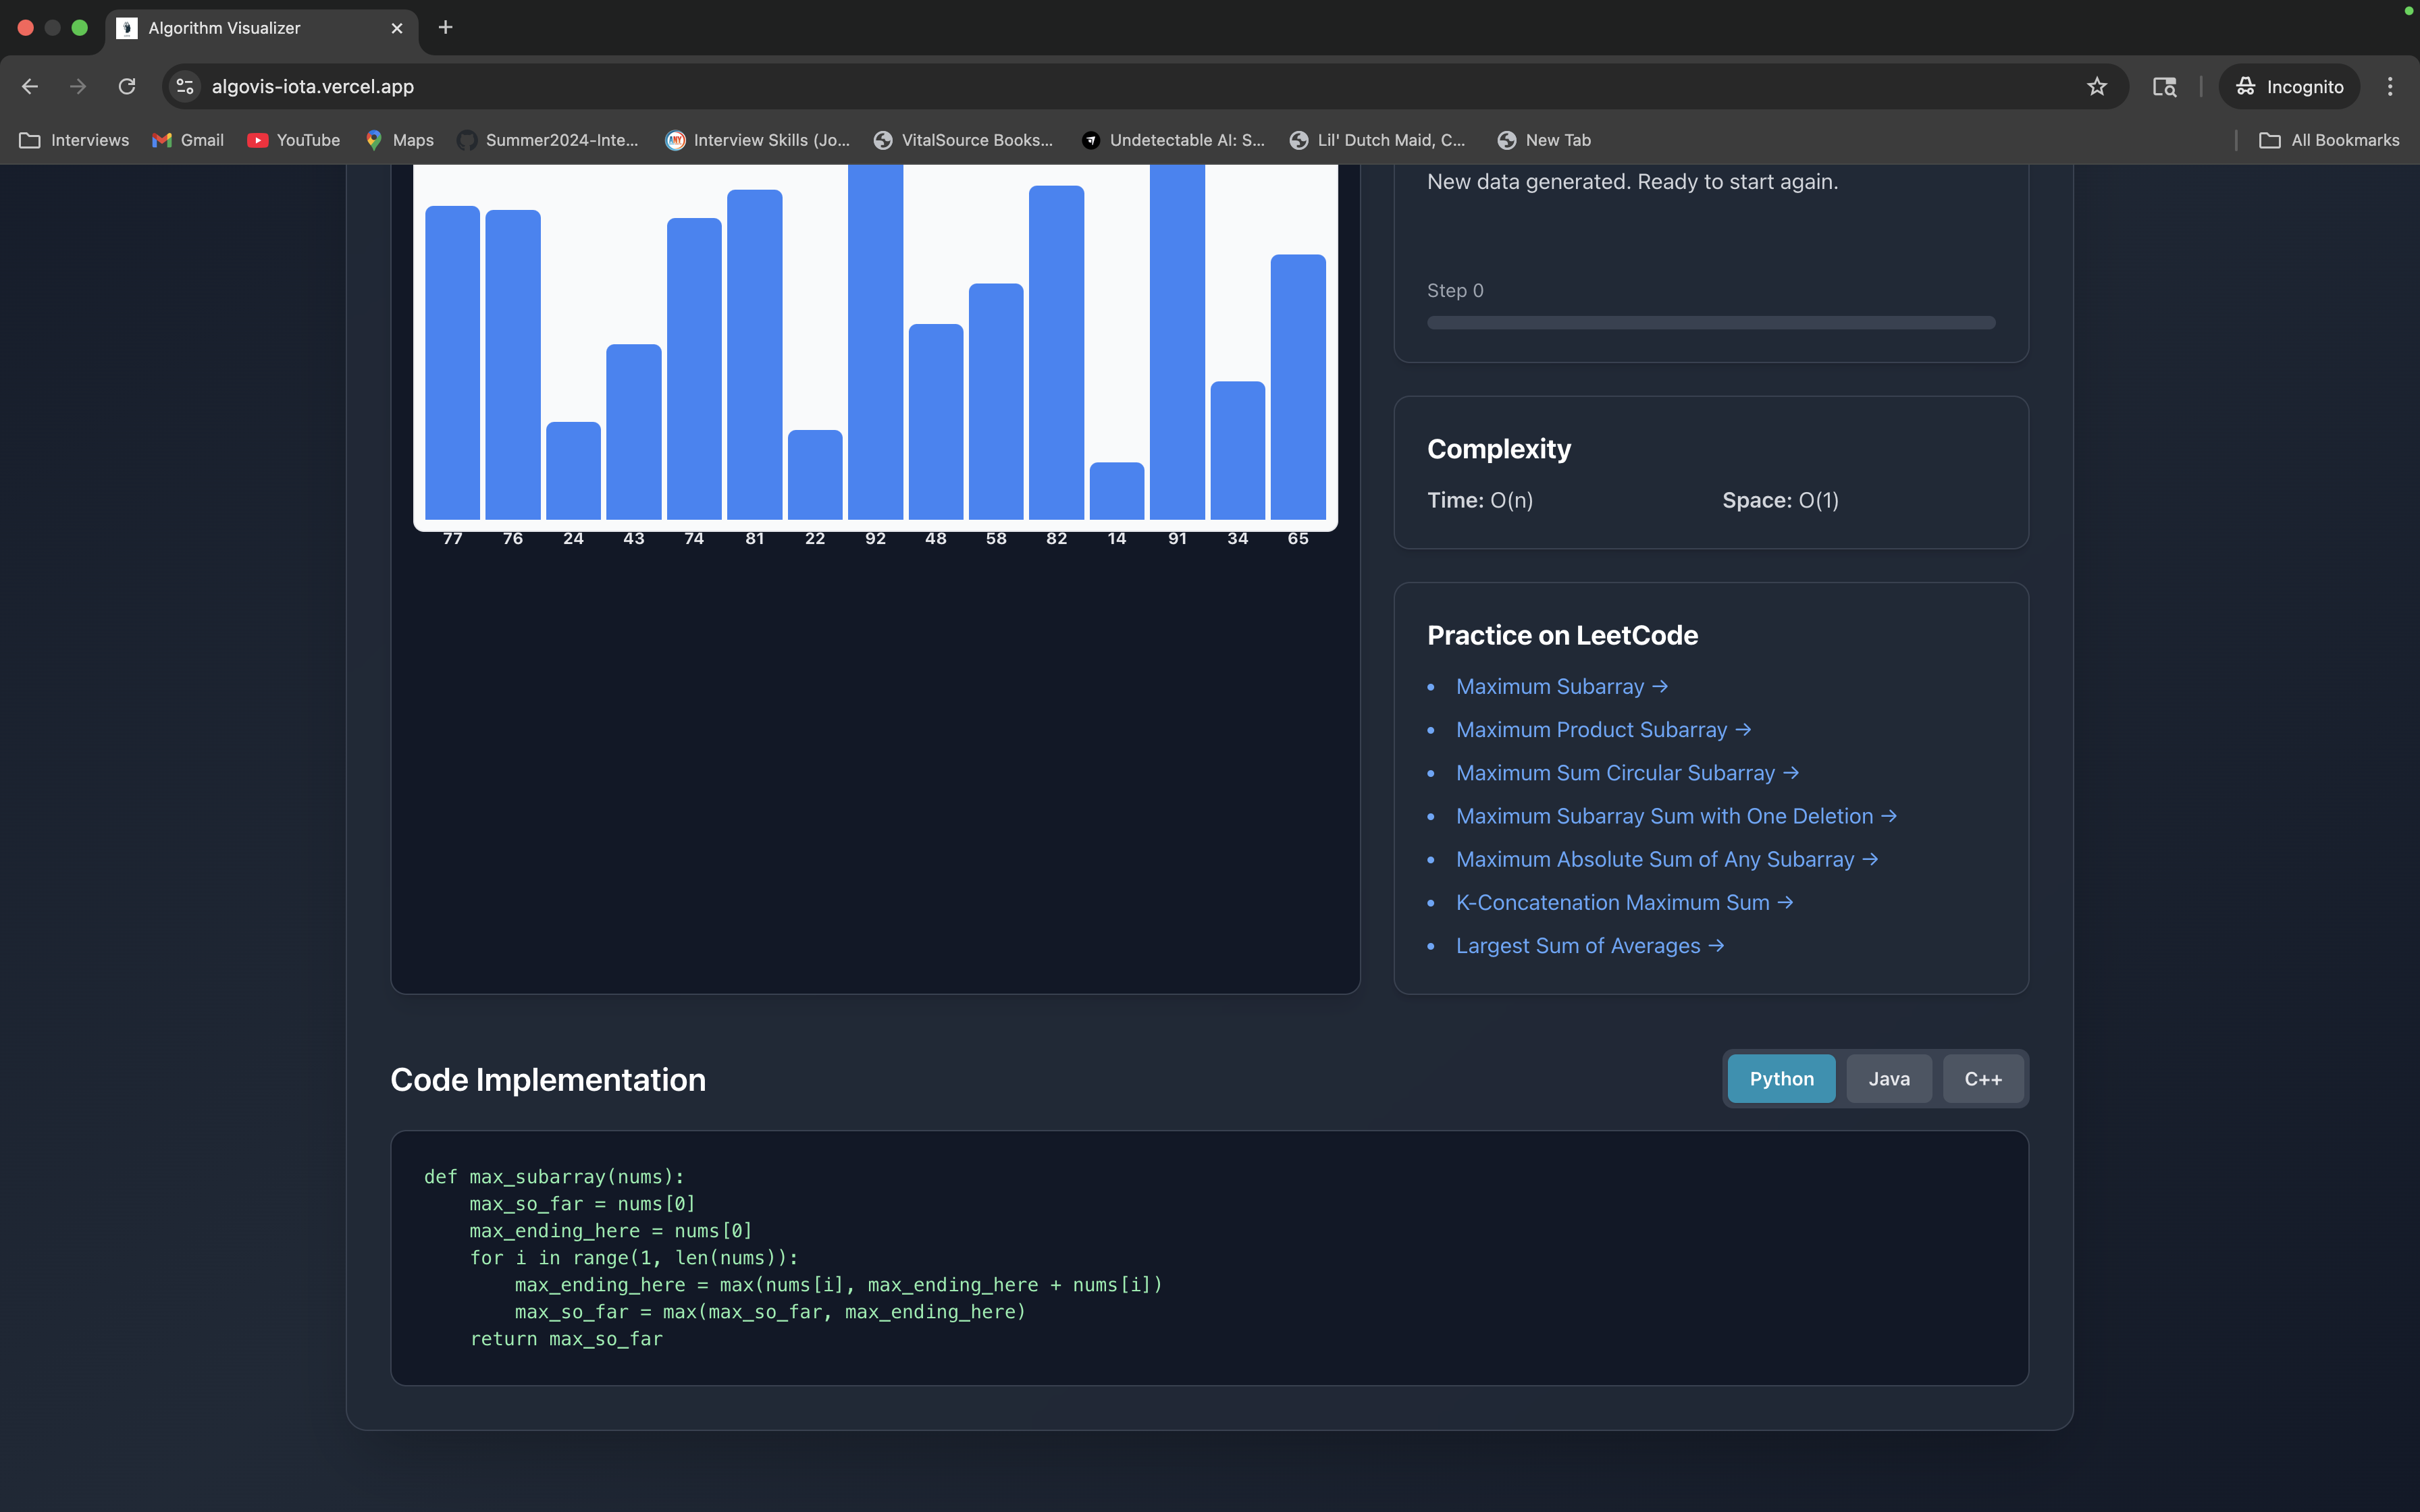 Algorithm Visualizer
algovis-iota.vercel.app
Incognito
Interviews
Gmail
YouTube
Maps
Summer2024-Inte...
Interview Skills (Jo...
VitalSource Books...
Undetectable AI: S...
Lil' Dutch Maid, C...
New Tab
All Bookmarks
77 76 24 43 74 81 22 92 48 58 82 14 91 34 65
New data generated. Ready to start again.
Step 0
Complexity
Time: O(n) Space: O(1)
Practice on LeetCode
• Maximum Subarray →
• Maximum Product Subarray →
• Maximum Sum Circular Subarray →
• Maximum Subarray Sum with One Deletion →
• Maximum Absolute Sum of Any Subarray →
• K-Concatenation Maximum Sum →
• Largest Sum of Averages →
Code Implementation
Python Java C++
def max_subarray(nums):
    max_so_far = nums[0]
    max_ending_here = nums[0]
    for i in range(1, len(nums)):
        max_ending_here = max(nums[i], max_ending_here + nums[i])
        max_so_far = max(max_so_far, max_ending_here)
    return max_so_far